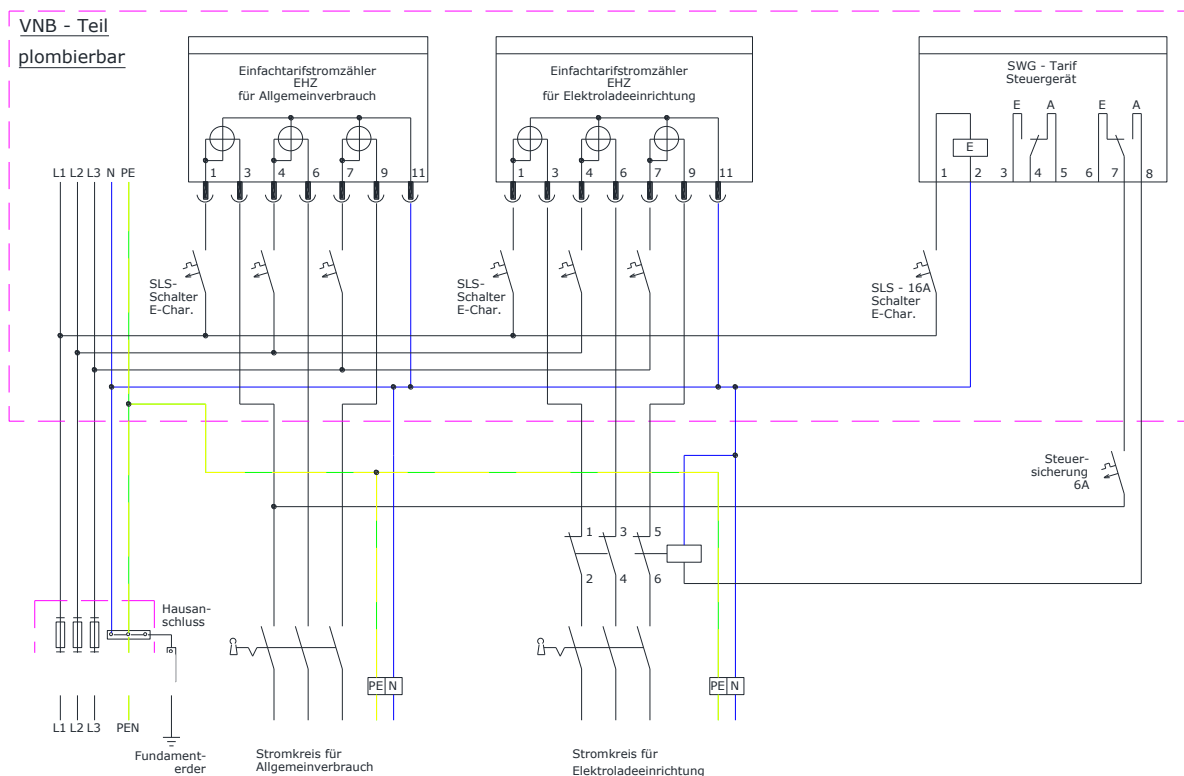 VNB - Teil
plombierbar
Einfachtarifstromzähler
EHZ
für Allgemeinverbrauch
Einfachtarifstromzähler
EHZ
für Elektroladeeinrichtung
SWG - Tarif
Steuergerät
E A E A
E
L1 L2 L3 N PE
1 3 4 6 7 9 11
1 3 4 6 7 9 11
1 2 3 4 5 6 7 8
SLS-
Schalter
E-Char.
SLS-
Schalter
E-Char.
SLS - 16A
Schalter
E-Char.
Steuer-
sicherung
6A
1 3 5
2 4 6
Hausan-
schluss
PE N
PE N
L1 L2 L3 PEN
Fundament-
erder
Stromkreis für
Allgemeinverbrauch
Stromkreis für
Elektroladeeinrichtung